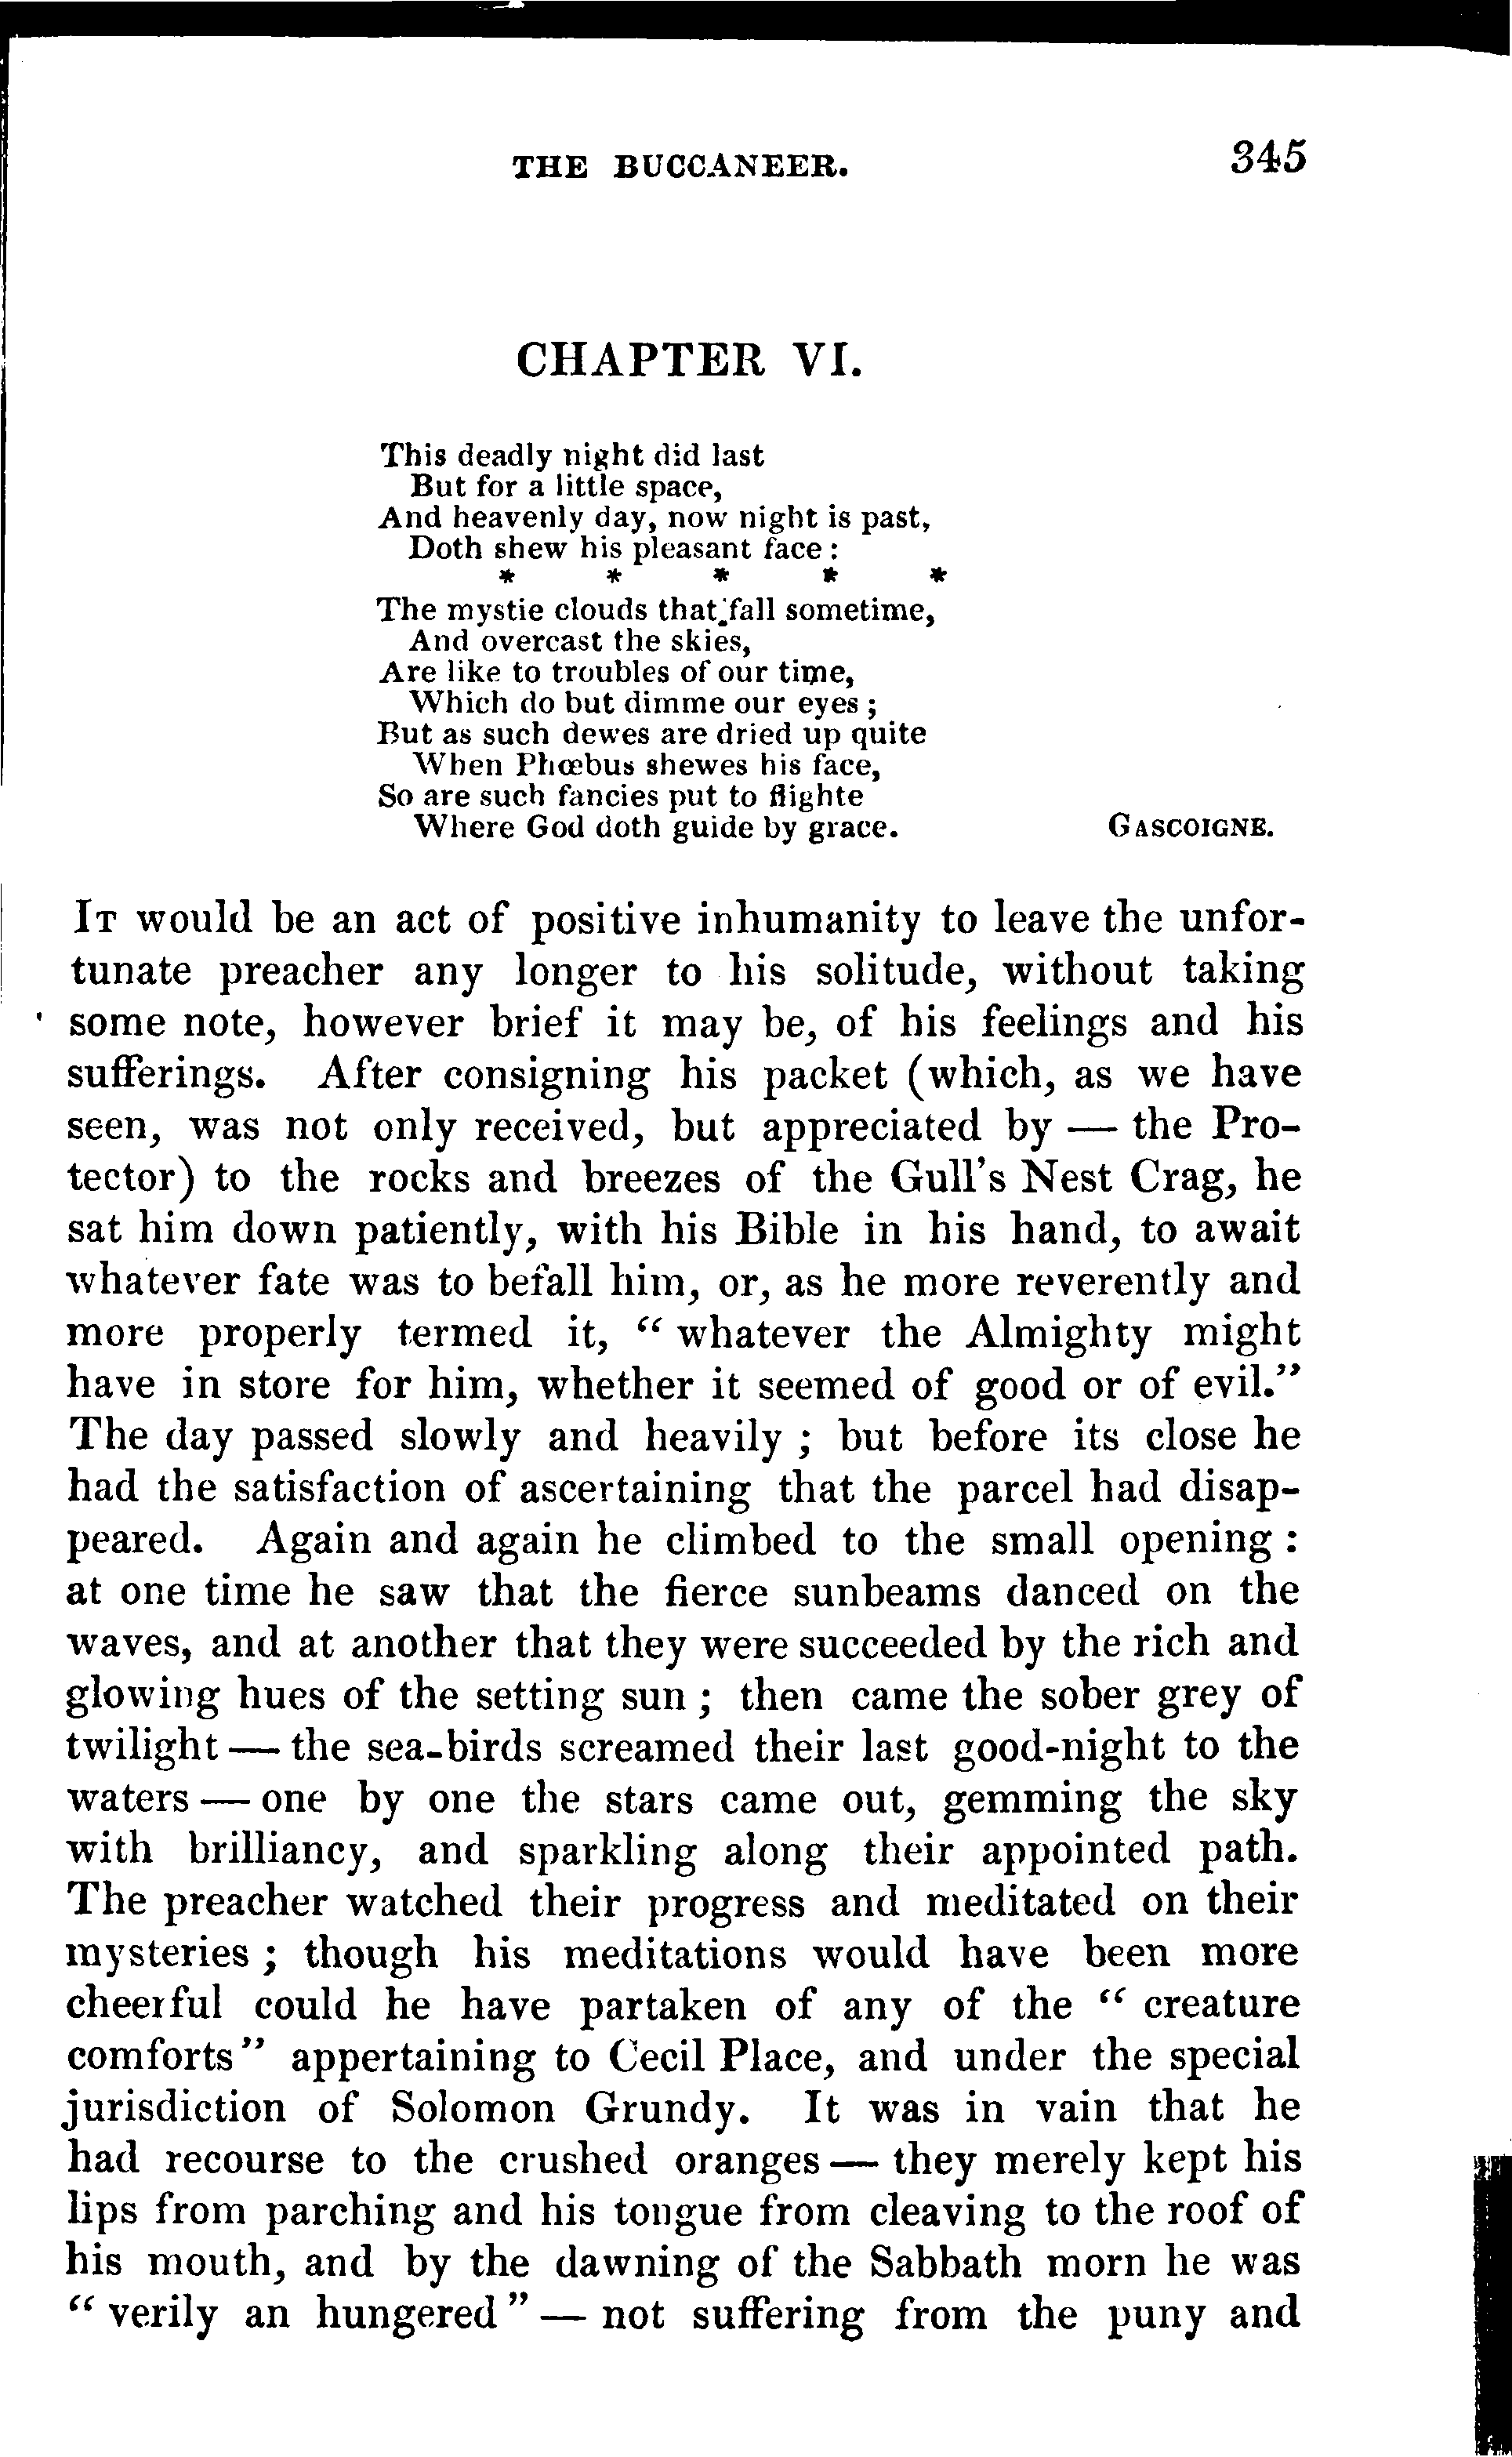 THE BUCCANEER. 345
CHAPTER VI.
This deadly night did last
But for a little space,
And heavenly day, now night is past,
Doth shew his pleasant face :
* * * * *
The mystie clouds that fall sometime,
And overcast the skies,
Are like to troubles of our time,
Which do but dimme our eyes ;
But as such dewes are dried up quite
When Phœbus shewes his face,
So are such fancies put to flighte
Where God doth guide by grace. GASCOIGNE.
IT would be an act of positive inhumanity to leave the unfor-
tunate preacher any longer to his solitude, without taking
some note, however brief it may be, of his feelings and his
sufferings. After consigning his packet (which, as we have
seen, was not only received, but appreciated by — the Pro-
tector) to the rocks and breezes of the Gull's Nest Crag, he
sat him down patiently, with his Bible in his hand, to await
whatever fate was to befall him, or, as he more reverently and
more properly termed it, “ whatever the Almighty might
have in store for him, whether it seemed of good or of evil.”
The day passed slowly and heavily ; but before its close he
had the satisfaction of ascertaining that the parcel had disap-
peared. Again and again he climbed to the small opening :
at one time he saw that the fierce sunbeams danced on the
waves, and at another that they were succeeded by the rich and
glowing hues of the setting sun ; then came the sober grey of
twilight — the sea-birds screamed their last good-night to the
waters — one by one the stars came out, gemming the sky
with brilliancy, and sparkling along their appointed path.
The preacher watched their progress and meditated on their
mysteries ; though his meditations would have been more
cheerful could he have partaken of any of the “ creature
comforts” appertaining to Cecil Place, and under the special
jurisdiction of Solomon Grundy. It was in vain that he
had recourse to the crushed oranges — they merely kept his
lips from parching and his tongue from cleaving to the roof of
his mouth, and by the dawning of the Sabbath morn he was
“ verily an hungered ” — not suffering from the puny and